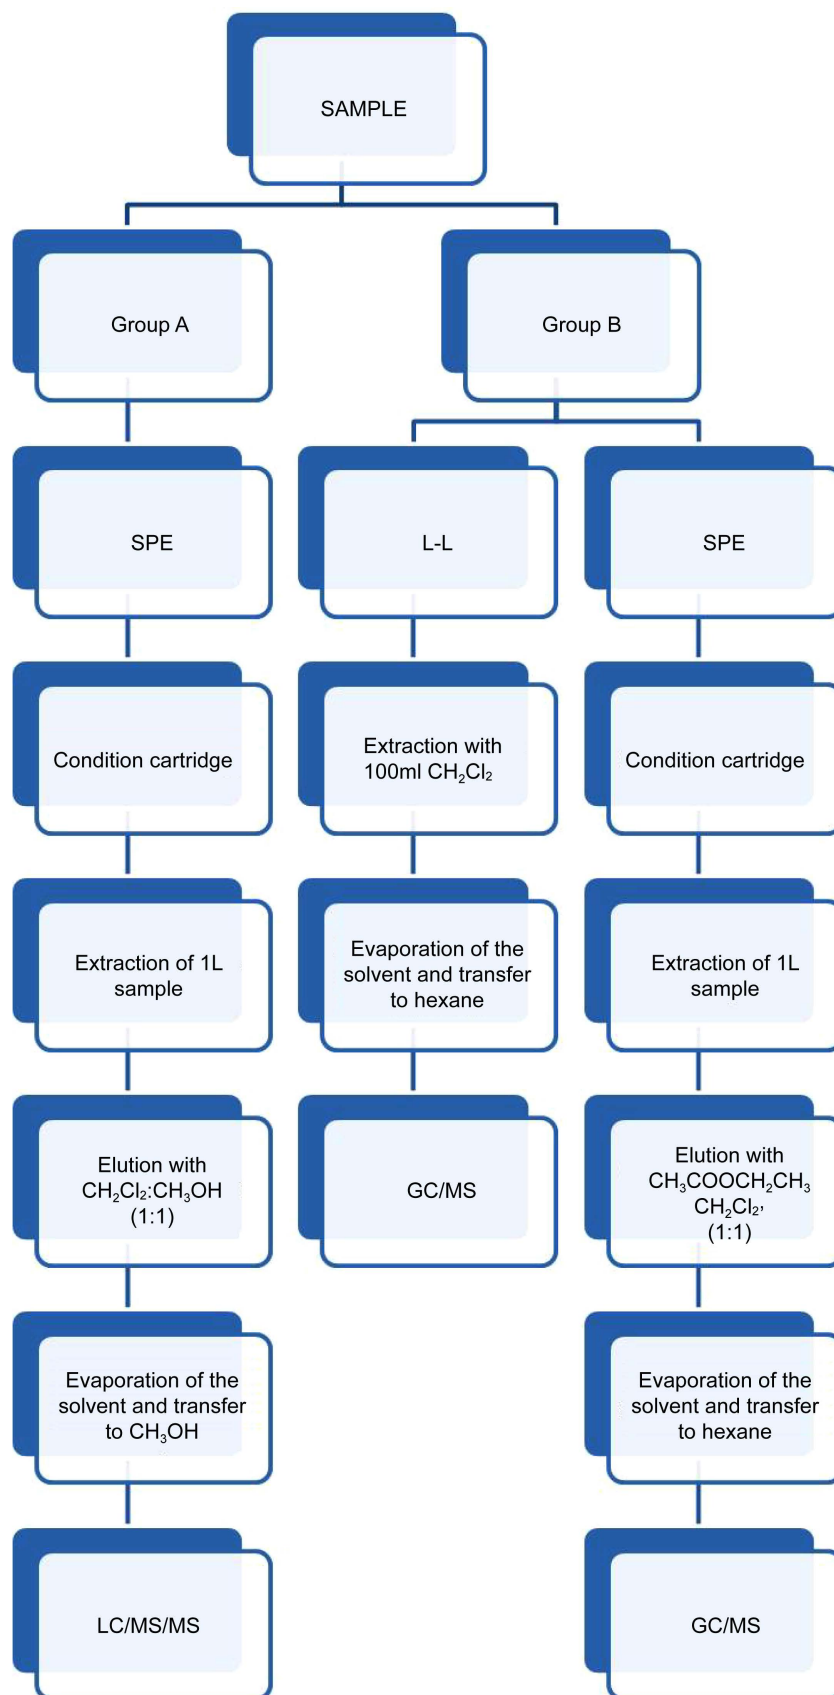 SAMPLE
Group A
Group B
SPE
L-L
SPE
Condition cartridge
Extraction with
100ml CH₂Cl₂
Condition cartridge
Extraction of 1L
sample
Evaporation of the
solvent and transfer
to hexane
Extraction of 1L
sample
Elution with
CH₂Cl₂:CH₃OH
(1:1)
GC/MS
Elution with
CH₃COOCH₂CH₃
CH₂Cl₂,
(1:1)
Evaporation of the
solvent and transfer
to CH₃OH
Evaporation of the
solvent and transfer
to hexane
LC/MS/MS
GC/MS